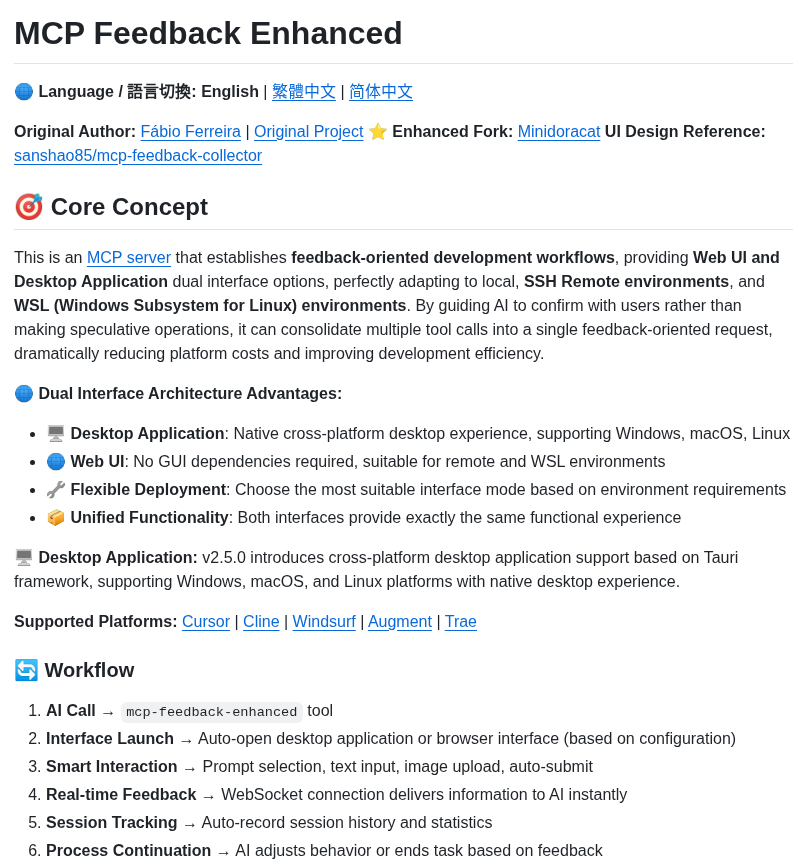 MCP Feedback Enhanced
🌐 Language / 語言切換: English | 繁體中文 | 简体中文
Original Author: Fábio Ferreira | Original Project ⭐ Enhanced Fork: Minidoracat UI Design Reference:
sanshao85/mcp-feedback-collector
🎯 Core Concept
This is an MCP server that establishes feedback-oriented development workflows, providing Web UI and
Desktop Application dual interface options, perfectly adapting to local, SSH Remote environments, and
WSL (Windows Subsystem for Linux) environments. By guiding AI to confirm with users rather than
making speculative operations, it can consolidate multiple tool calls into a single feedback-oriented request,
dramatically reducing platform costs and improving development efficiency.
🌐 Dual Interface Architecture Advantages:
• 🖥️ Desktop Application: Native cross-platform desktop experience, supporting Windows, macOS, Linux
• 🌐 Web UI: No GUI dependencies required, suitable for remote and WSL environments
• 🔧 Flexible Deployment: Choose the most suitable interface mode based on environment requirements
• 📦 Unified Functionality: Both interfaces provide exactly the same functional experience
🖥️ Desktop Application: v2.5.0 introduces cross-platform desktop application support based on Tauri
framework, supporting Windows, macOS, and Linux platforms with native desktop experience.
Supported Platforms: Cursor | Cline | Windsurf | Augment | Trae
🔄 Workflow
1. AI Call → mcp-feedback-enhanced tool
2. Interface Launch → Auto-open desktop application or browser interface (based on configuration)
3. Smart Interaction → Prompt selection, text input, image upload, auto-submit
4. Real-time Feedback → WebSocket connection delivers information to AI instantly
5. Session Tracking → Auto-record session history and statistics
6. Process Continuation → AI adjusts behavior or ends task based on feedback